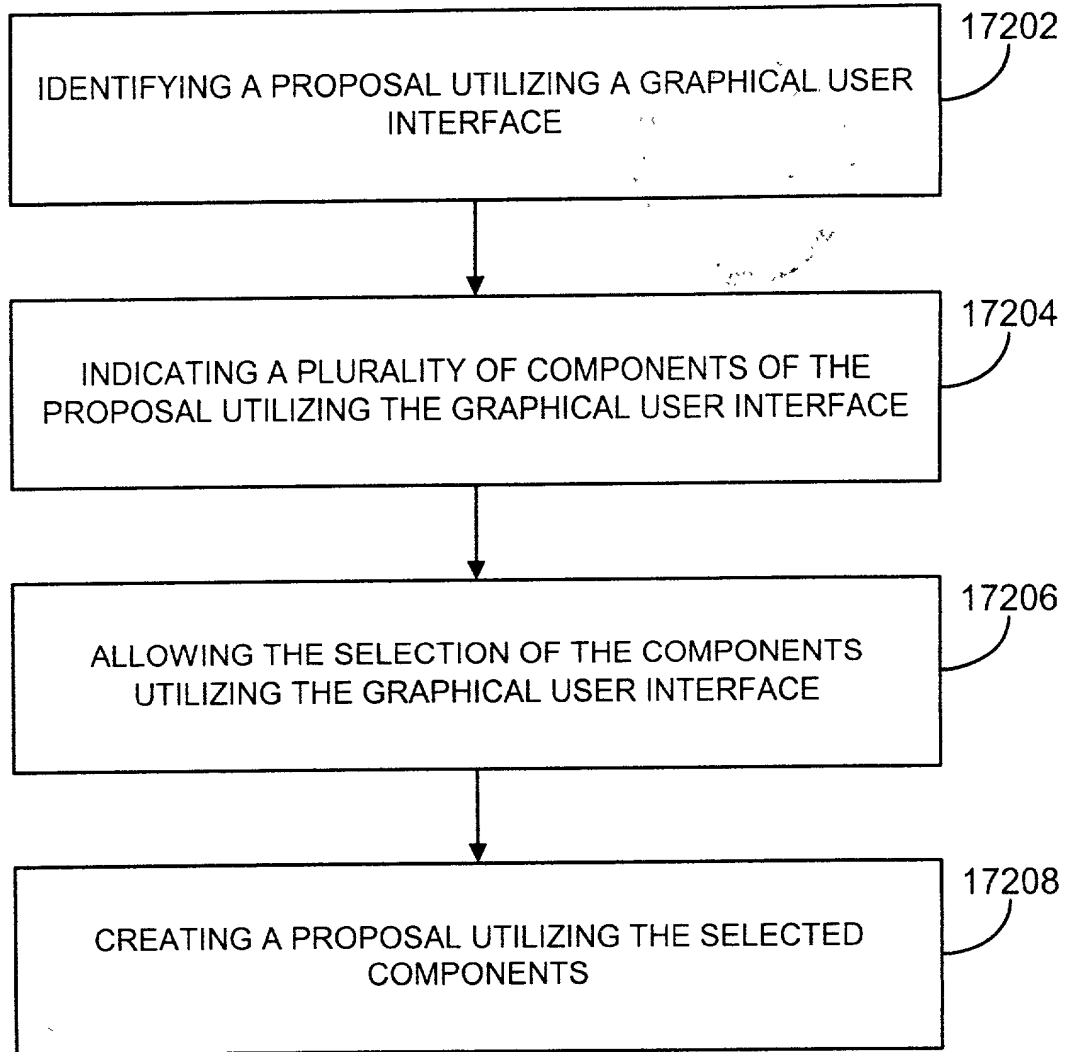 17202
IDENTIFYING A PROPOSAL UTILIZING A GRAPHICAL USER
INTERFACE
17204
INDICATING A PLURALITY OF COMPONENTS OF THE
PROPOSAL UTILIZING THE GRAPHICAL USER INTERFACE
17206
ALLOWING THE SELECTION OF THE COMPONENTS
UTILIZING THE GRAPHICAL USER INTERFACE
17208
CREATING A PROPOSAL UTILIZING THE SELECTED
COMPONENTS